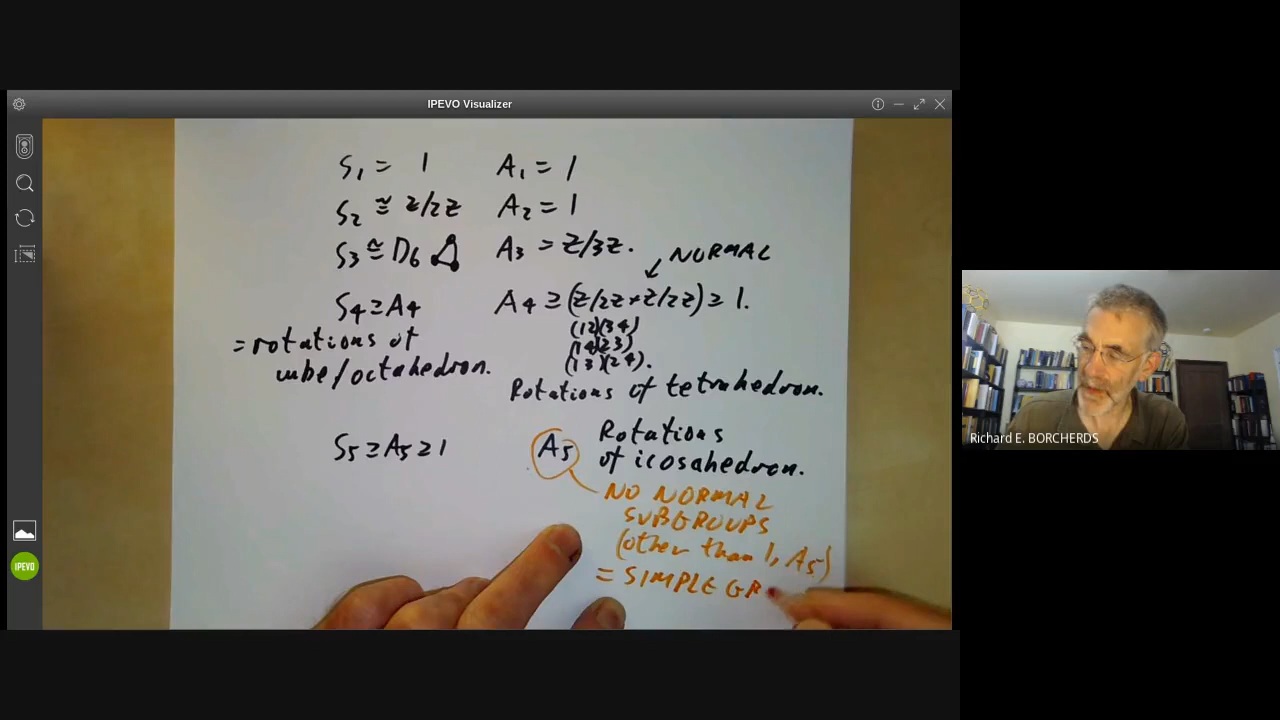 IPEVO Visualizer
S₁ = 1 A₁ = 1
S₂ ≅ Z/2Z A₂ = 1
S₃ ≅ D₆ A₃ = Z/3Z.
NORMAL
S₄ ≥ A₄ A₄ ≥ (Z/2Z × Z/2Z) ≥ 1.
(12)(34)
(14)(23)
(13)(24).
= rotations of
cube/octahedron.
Rotations of tetrahedron.
S₅ ≥ A₅ ≥ 1 A₅ Rotations
of icosahedron.
NO NORMAL
SUBGROUPS
(other than 1, A₅)
= SIMPLE GR
IPEVO
Richard E. BORCHERDS